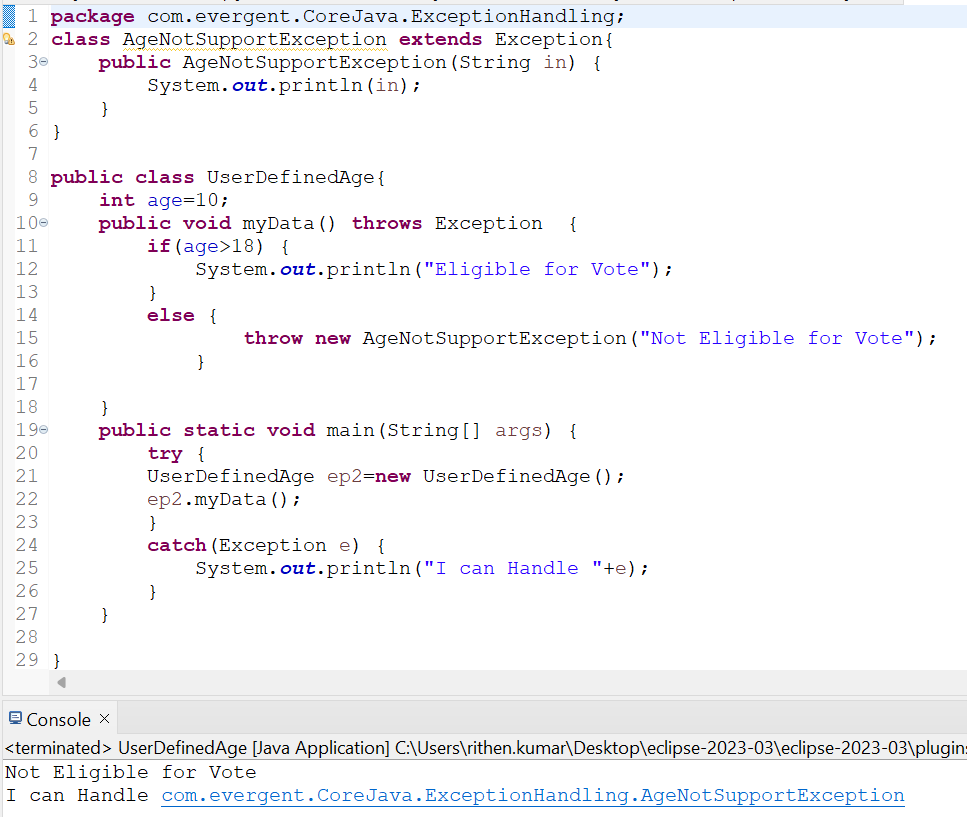 1 package com.evergent.CoreJava.ExceptionHandling;
2 class AgeNotSupportException extends Exception{
3 public AgeNotSupportException(String in) {
4 System.out.println(in);
5 }
6 }
7
8 public class UserDefinedAge{
9 int age=10;
10 public void myData() throws Exception  {
11 if(age>18) {
12 System.out.println("Eligible for Vote");
13 }
14 else {
15 throw new AgeNotSupportException("Not Eligible for Vote");
16 }
17
18 }
19 public static void main(String[] args) {
20 try {
21 UserDefinedAge ep2=new UserDefinedAge();
22 ep2.myData();
23 }
24 catch(Exception e) {
25 System.out.println("I can Handle "+e);
26 }
27 }
28
29 }
Console ×
<terminated> UserDefinedAge [Java Application] C:\Users\rithen.kumar\Desktop\eclipse-2023-03\eclipse-2023-03\plugins
Not Eligible for Vote
I can Handle com.evergent.CoreJava.ExceptionHandling.AgeNotSupportException